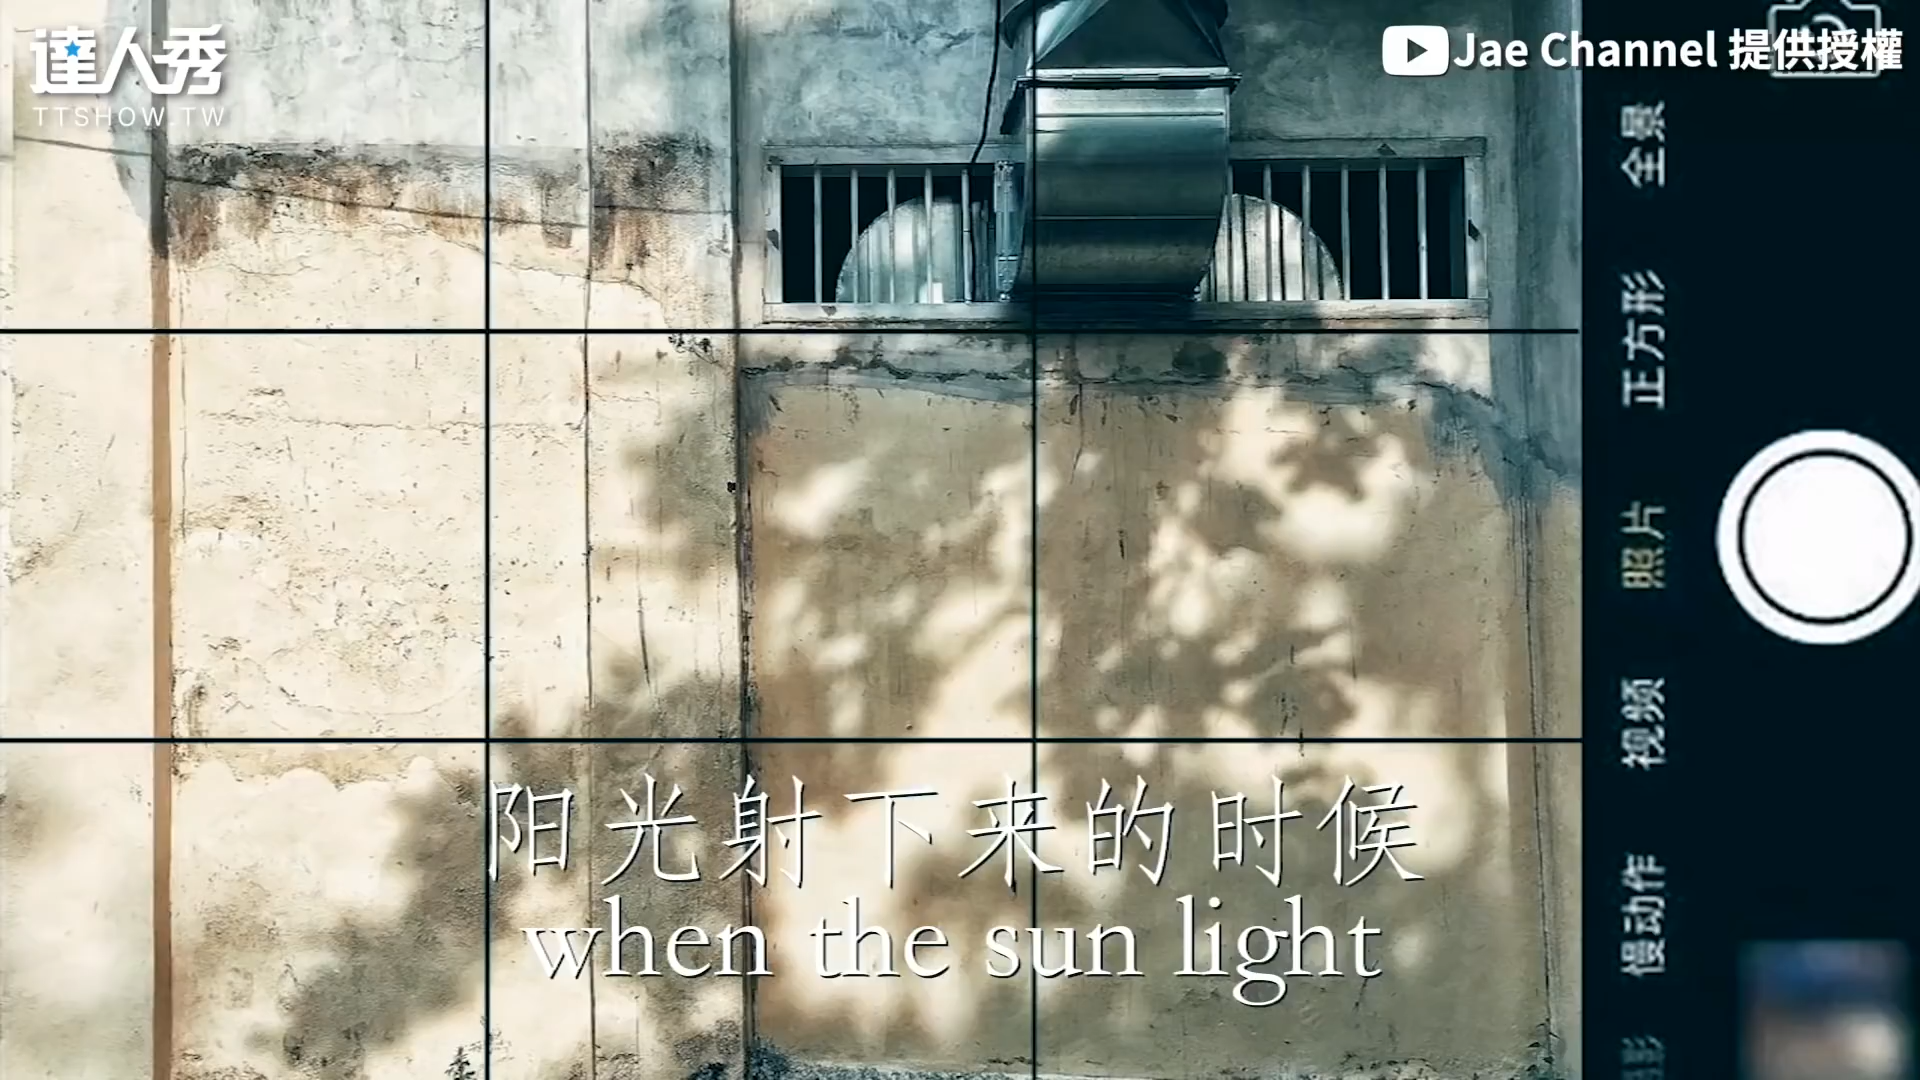 達人秀
TTSHOW.TW
Jae Channel 提供授權
全景
正方形
照片
视频
慢动作
阳光射下来的时候
when the sun light